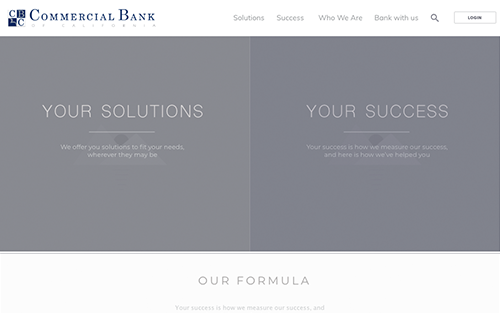 CB
&C
COMMERCIAL BANK
OF CALIFORNIA
Solutions Success Who We Are Bank with us
LOGIN
YOUR SOLUTIONS
We offer you solutions to fit your needs,
wherever they may be
YOUR SUCCESS
Your success is how we measure our success,
and here is how we've helped you
OUR FORMULA
Your success is how we measure our success, and